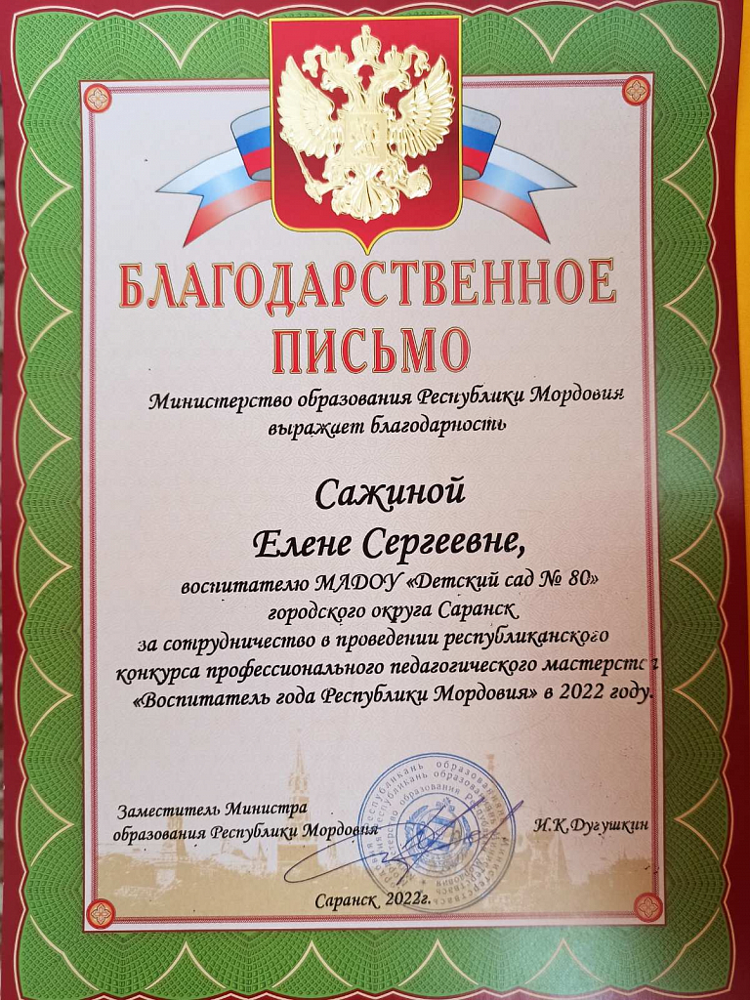 БЛАГОДАРСТВЕННОЕ
ПИСЬМО
Министерство образования Республики Мордовия
выражает благодарность
Сажиной
Елене Сергеевне,
воспитателю МАДОУ «Детский сад № 80»
городского округа Саранск
за сотрудничество в проведении республиканского
конкурса профессионального педагогического мастерства
«Воспитатель года Республики Мордовия» в 2022 году.
Заместитель Министра
образования Республики Мордовия
И.К.Дугушкин
Саранск, 2022г.